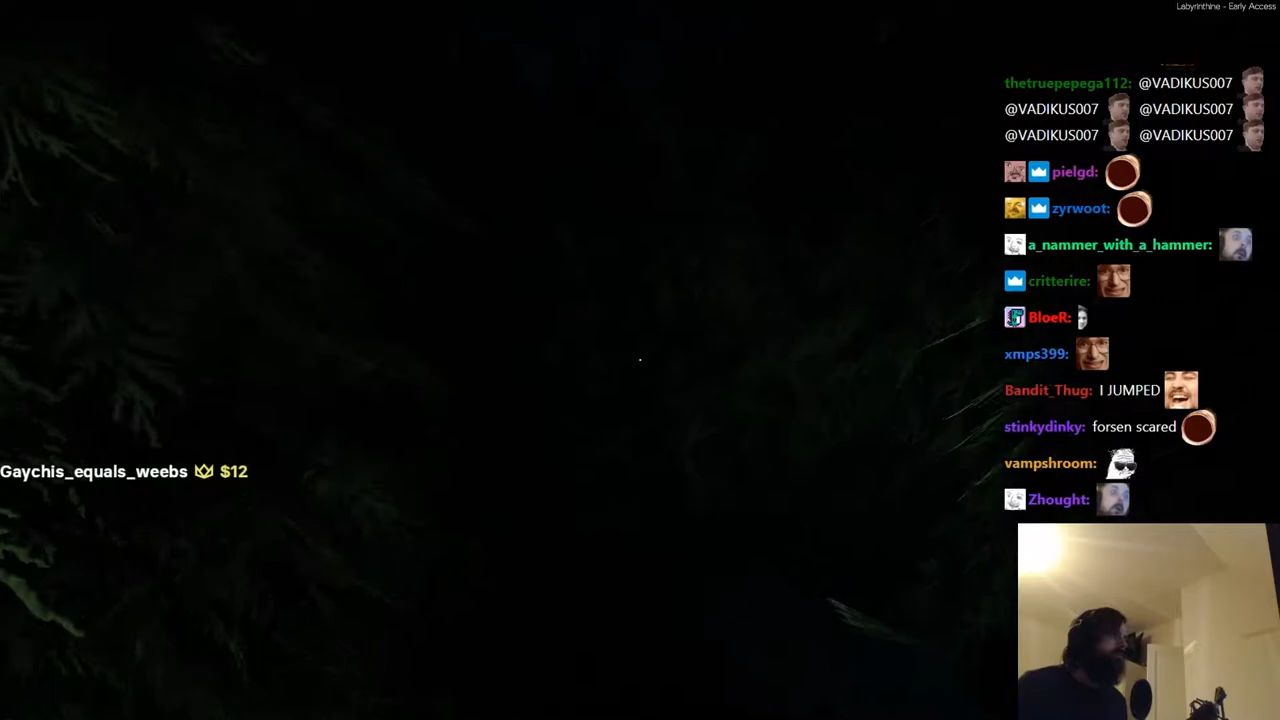 Labyrinthine - Early Access
thetruepepega112: @VADIKUS007
@VADIKUS007 @VADIKUS007
@VADIKUS007 @VADIKUS007
pielgd:
zyrwoot:
a_nammer_with_a_hammer:
critterire:
BloeR:
xmps399:
Bandit_Thug: I JUMPED
stinkydinky: forsen scared
vampshroom:
Gaychis_equals_weebs $12
Zhought: